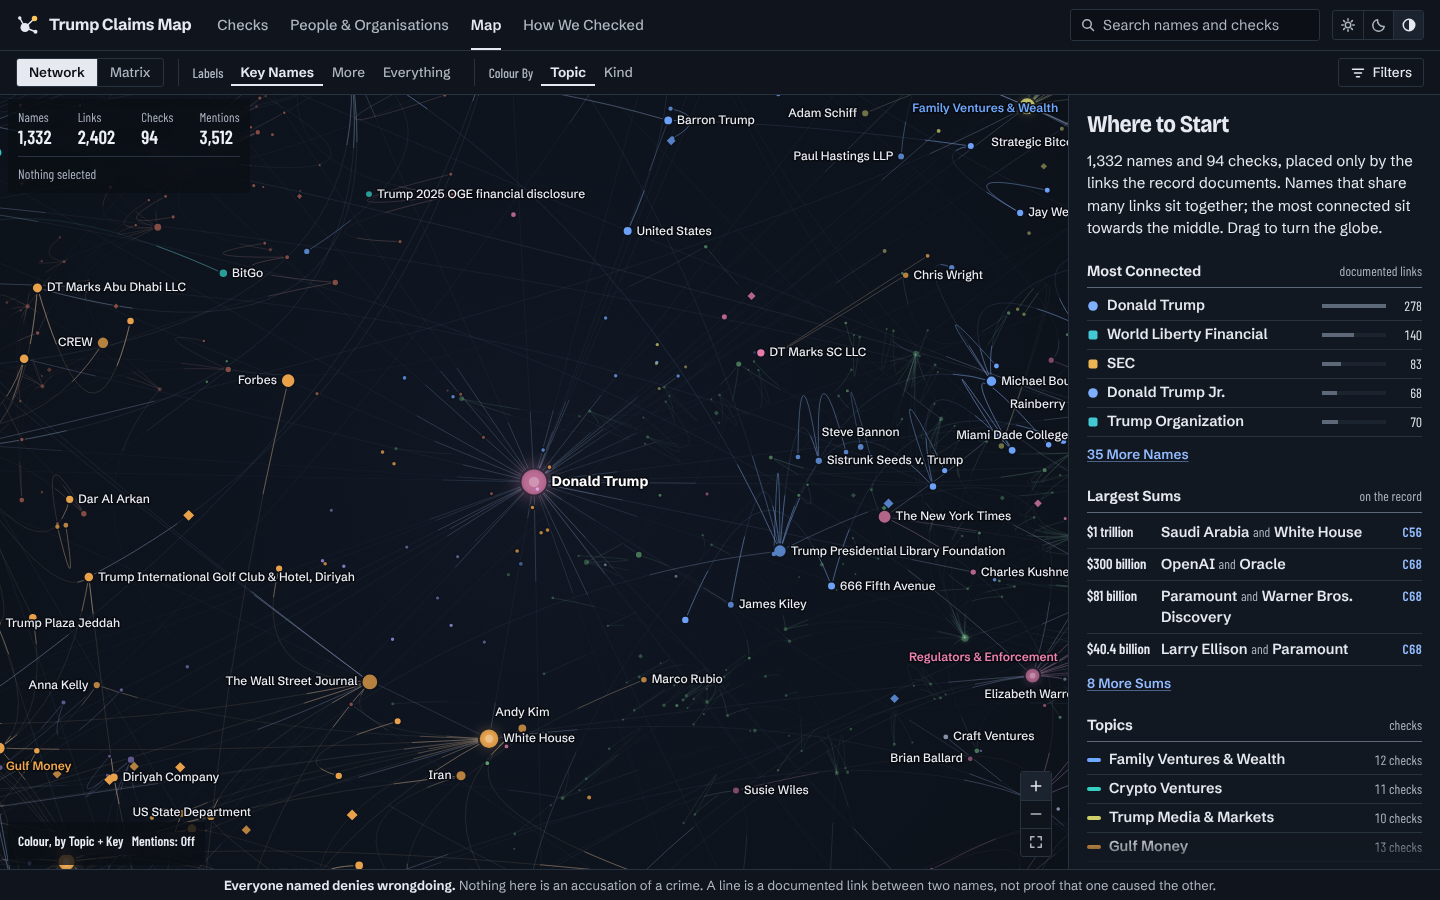 Trump Claims Map
Checks
People & Organisations
Map
How We Checked
Search names and checks
Network
Matrix
Labels
Key Names
More
Everything
Colour By
Topic
Kind
Filters
Names
Links
Checks
Mentions
1,332
2,402
94
3,512
Nothing selected
Barron Trump
Adam Schiff
Family Ventures & Wealth
Paul Hastings LLP
Strategic Bitc
Trump 2025 OGE financial disclosure
Jay We
United States
BitGo
Chris Wright
DT Marks Abu Dhabi LLC
CREW
DT Marks SC LLC
Forbes
Michael Bou
Rainberry
Steve Bannon
Miami Dade College
Sistrunk Seeds v. Trump
Donald Trump
Dar Al Arkan
The New York Times
Trump Presidential Library Foundation
Trump International Golf Club & Hotel, Diriyah
Charles Kushne
666 Fifth Avenue
James Kiley
Trump Plaza Jeddah
Regulators & Enforcement
Marco Rubio
The Wall Street Journal
Anna Kelly
Elizabeth Warr
Andy Kim
White House
Craft Ventures
Brian Ballard
Gulf Money
Diriyah Company
Iran
Susie Wiles
US State Department
Colour, by Topic + Key
Mentions: Off
Where to Start
1,332 names and 94 checks, placed only by the
links the record documents. Names that share
many links sit together; the most connected sit
towards the middle. Drag to turn the globe.
Most Connected
documented links
Donald Trump
278
World Liberty Financial
140
SEC
83
Donald Trump Jr.
68
Trump Organization
70
35 More Names
Largest Sums
on the record
$1 trillion
Saudi Arabia and White House
C56
$300 billion
OpenAI and Oracle
C68
$81 billion
Paramount and Warner Bros.
Discovery
C68
$40.4 billion
Larry Ellison and Paramount
C68
8 More Sums
Topics
checks
Family Ventures & Wealth
12 checks
Crypto Ventures
11 checks
Trump Media & Markets
10 checks
Gulf Money
13 checks
Everyone named denies wrongdoing. Nothing here is an accusation of a crime. A line is a documented link between two names, not proof that one caused the other.